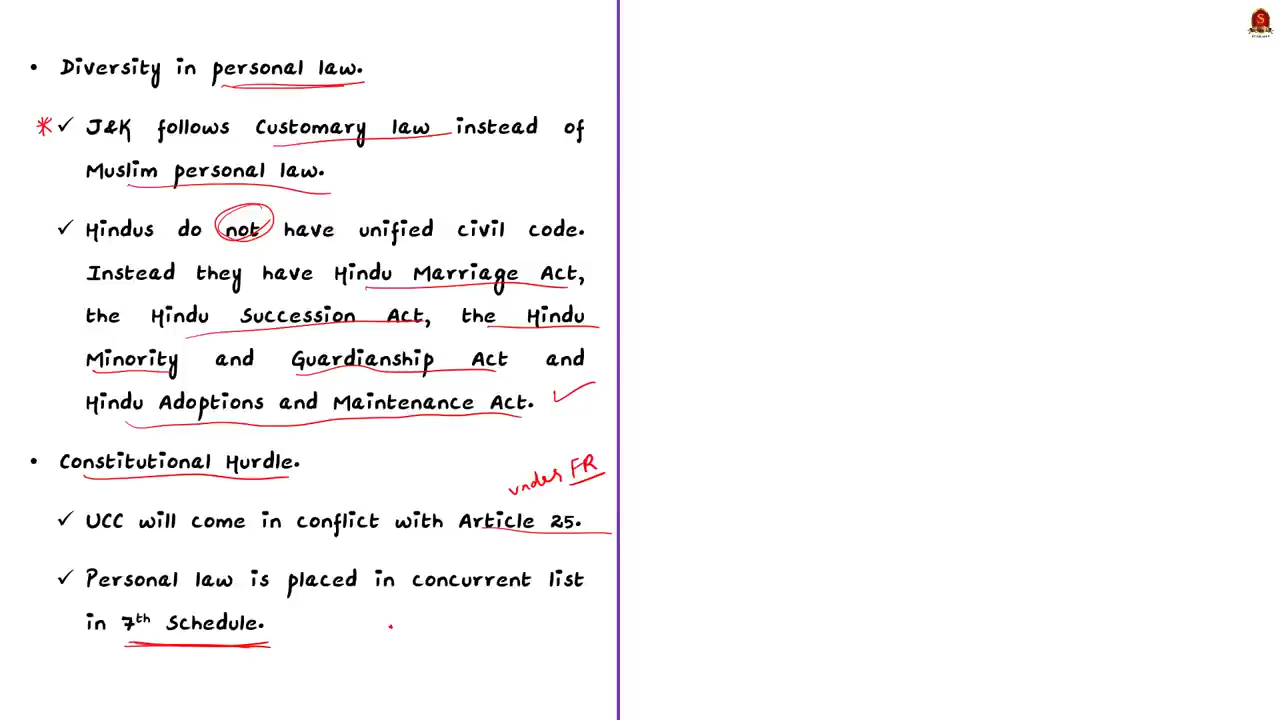 • Diversity in personal law.
* ✓ J&K follows Customary law instead of
Muslim personal law.
✓ Hindus do not have unified civil code.
Instead they have Hindu Marriage Act,
the Hindu Succession Act, the Hindu
Minority and Guardianship Act and
Hindu Adoptions and Maintenance Act.
• Constitutional Hurdle.
under FR
✓ UCC will come in conflict with Article 25.
✓ Personal law is placed in concurrent list
in 7th Schedule.